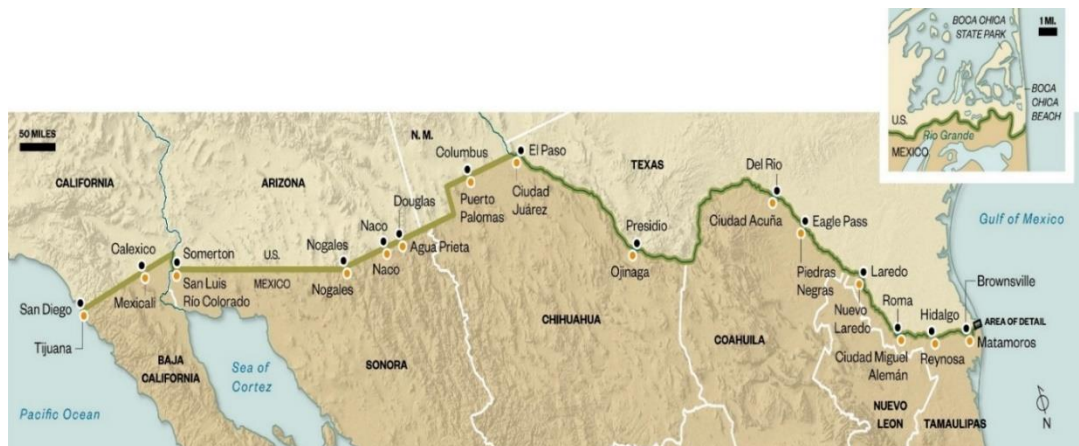 BOCA CHICA
STATE PARK
1 MI.
BOCA
CHICA
BEACH
U.S.
Rio Grande
MEXICO
50 MILES
N. M.
CALIFORNIA
ARIZONA
TEXAS
Columbus
El Paso
Del Rio
Douglas
Puerto
Palomas
Ciudad
Juárez
Ciudad Acuña
Eagle Pass
Gulf of Mexico
Calexico
Somerton
U.S.
Nogales
Naco
Agua Prieta
Presidio
Naco
Ojinaga
Piedras
Negras
Laredo
Brownsville
San Luis
Río Colorado
MEXICO
Nogales
Mexicali
San Diego
Nuevo
Laredo
Roma
Hidalgo
AREA OF DETAIL
Tijuana
CHIHUAHUA
COAHUILA
Ciudad Miguel
Alemán
Reynosa
Matamoros
BAJA
CALIFORNIA
Sea of
Cortez
SONORA
Pacific Ocean
NUEVO
LEON
TAMAULIPAS
N